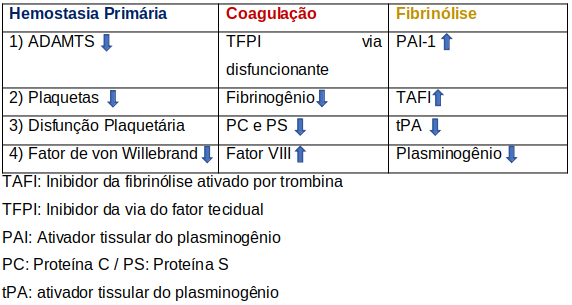 Hemostasia Primária Coagulação Fibrinólise
1) ADAMTS TFPI via PAI-1
disfuncionante
2) Plaquetas Fibrinogênio TAFI
3) Disfunção Plaquetária PC e PS tPA
4) Fator de von Willebrand Fator VIII Plasminogênio
TAFI: Inibidor da fibrinólise ativado por trombina
TFPI: Inibidor da via do fator tecidual
PAI: Ativador tissular do plasminogênio
PC: Proteína C / PS: Proteína S
tPA: ativador tissular do plasminogênio